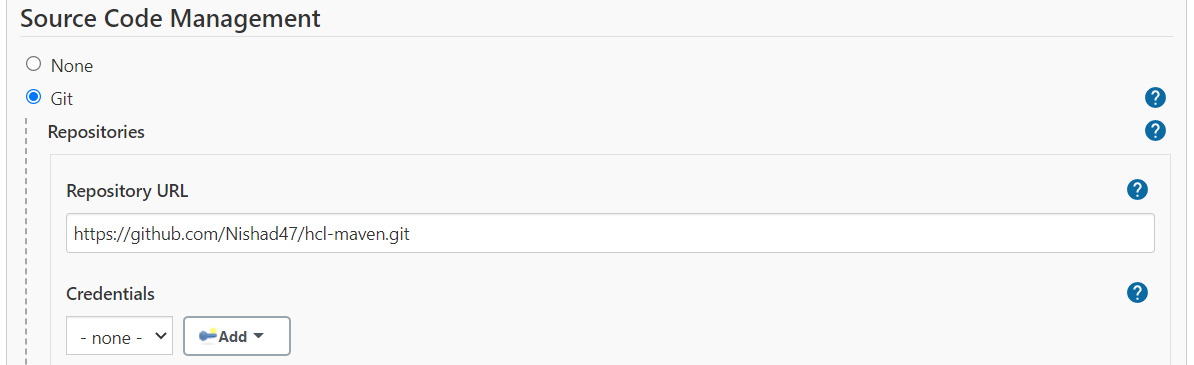 Source Code Management
None
Git
?
Repositories
?
Repository URL
?
https://github.com/Nishad47/hcl-maven.git
Credentials
?
- none -
Add